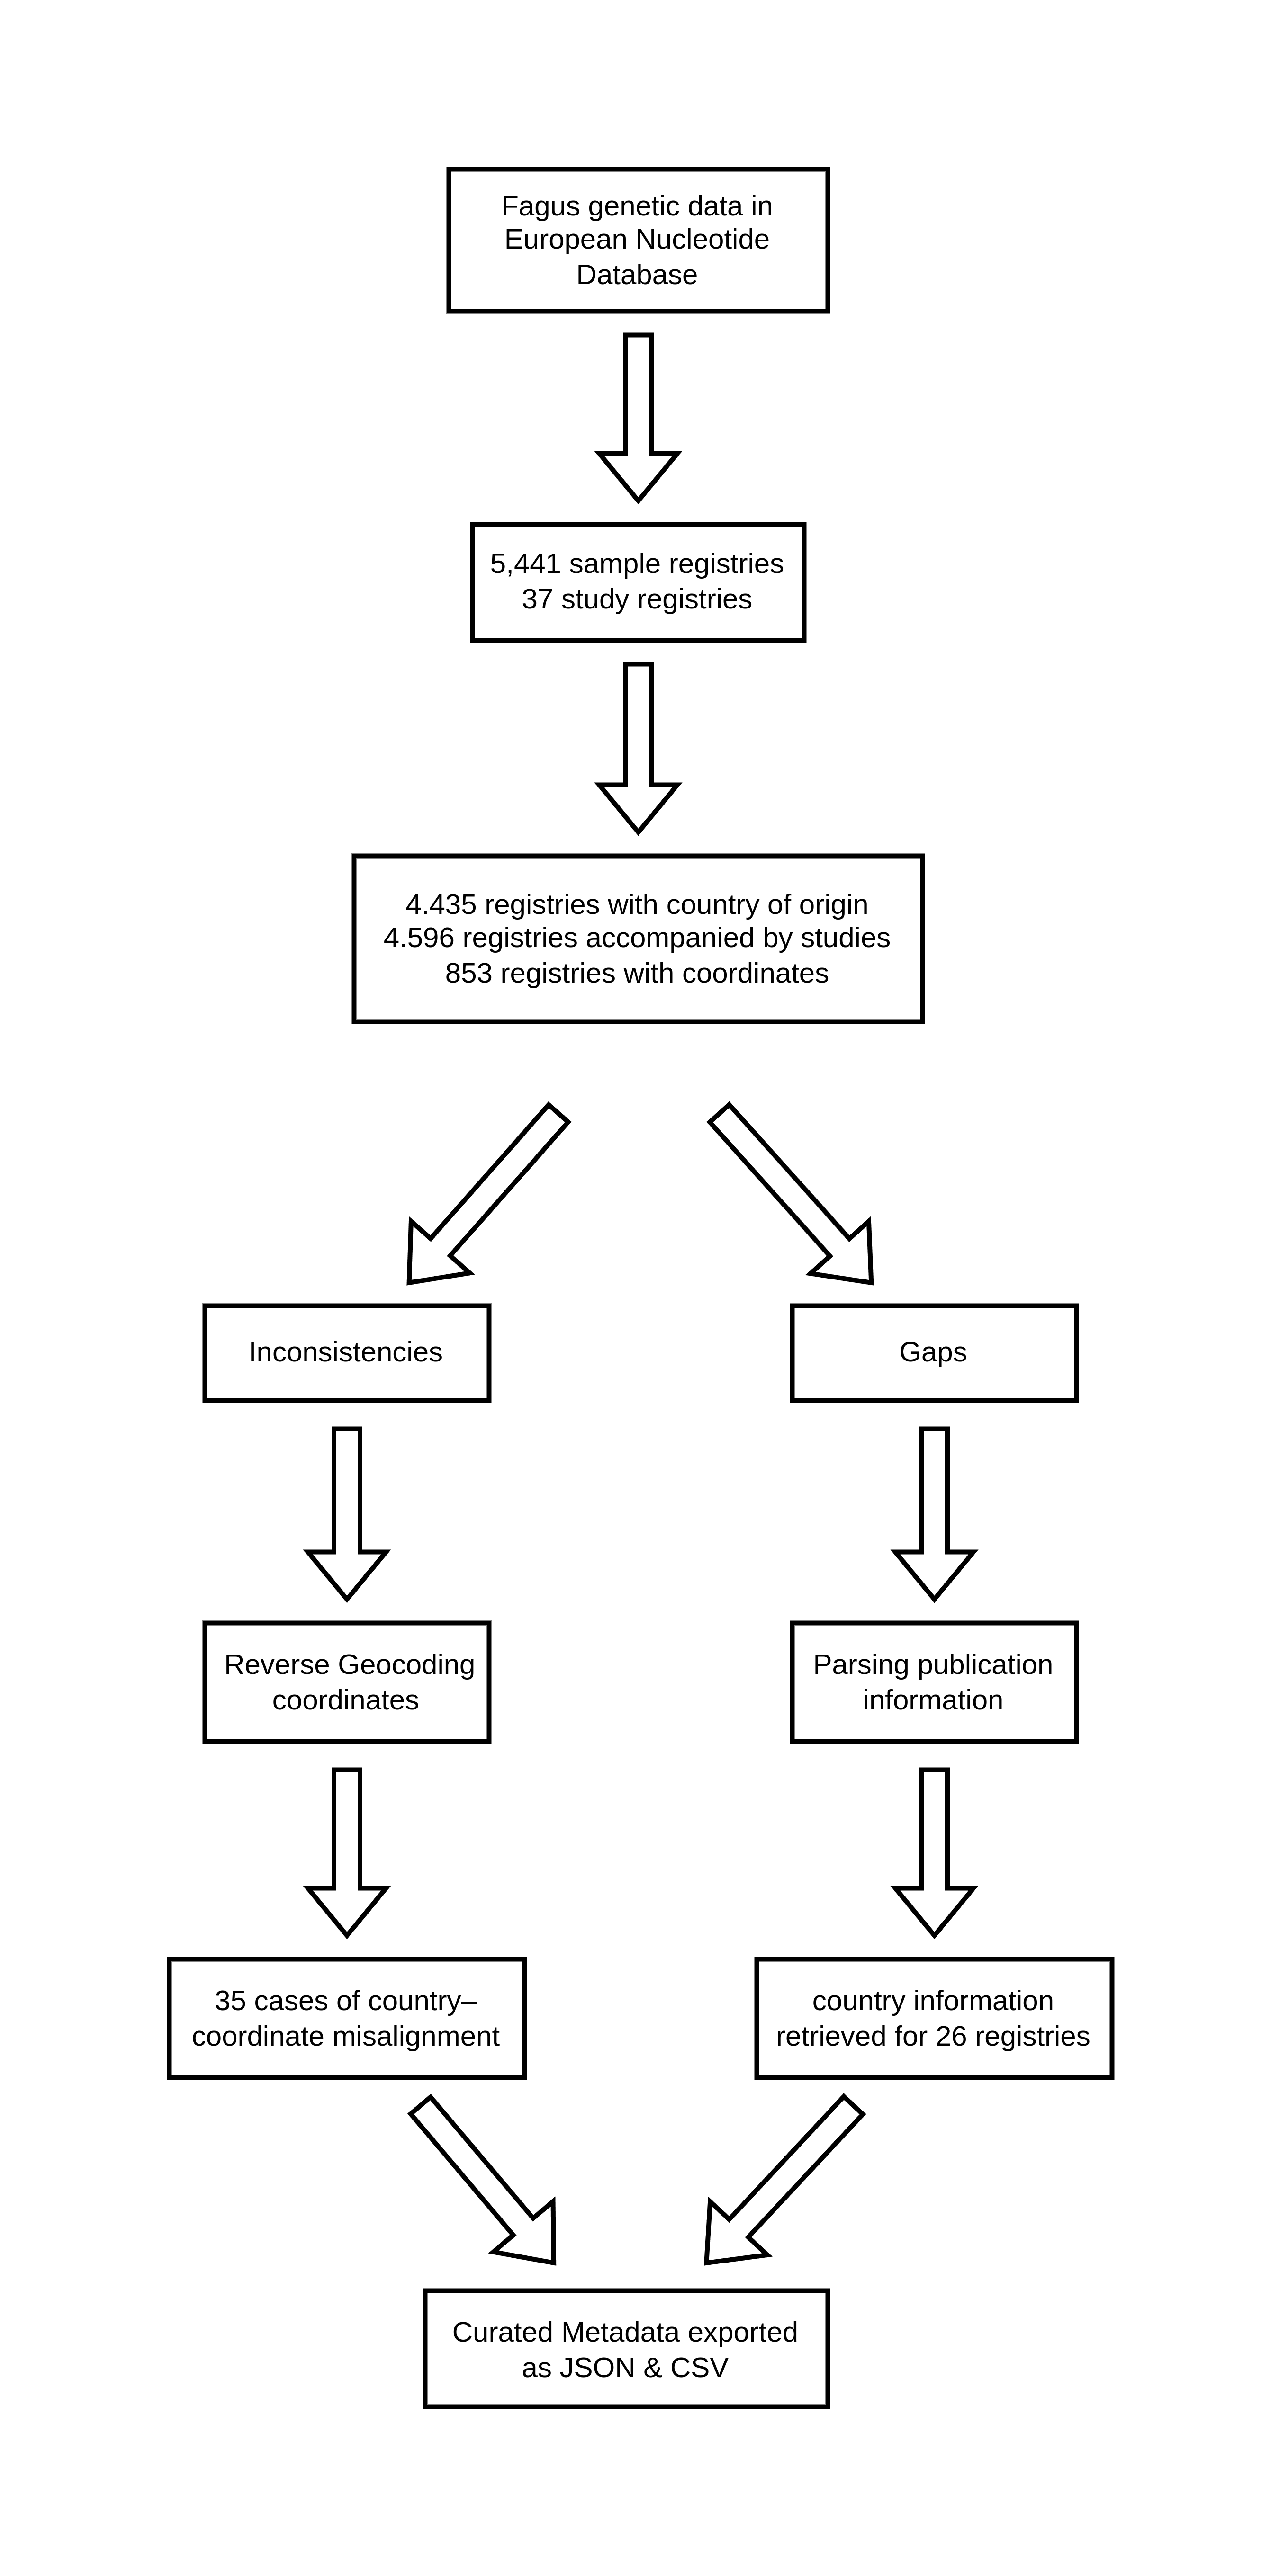 Fagus genetic data in
European Nucleotide
Database
5,441 sample registries
37 study registries
4.435 registries with country of origin
4.596 registries accompanied by studies
853 registries with coordinates
Inconsistencies
Gaps
Reverse Geocoding
coordinates
Parsing publication
information
35 cases of country–
coordinate misalignment
country information
retrieved for 26 registries
Curated Metadata exported
as JSON & CSV